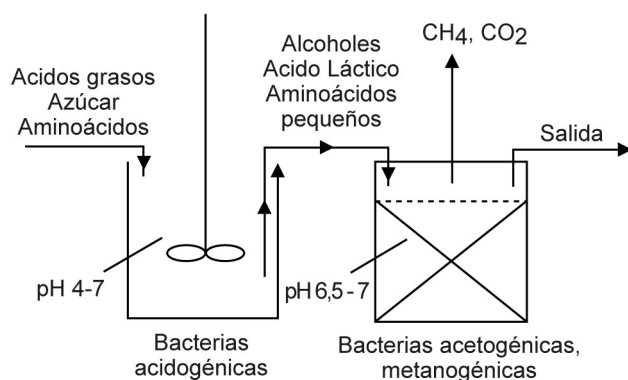 Acidos grasos
Azúcar
Aminoácidos
Alcoholes
Acido Láctico
Aminoácidos
pequeños
CH4, CO2
Salida
pH 4-7
pH 6,5-7
Bacterias
acidogénicas
Bacterias acetogénicas,
metanogénicas